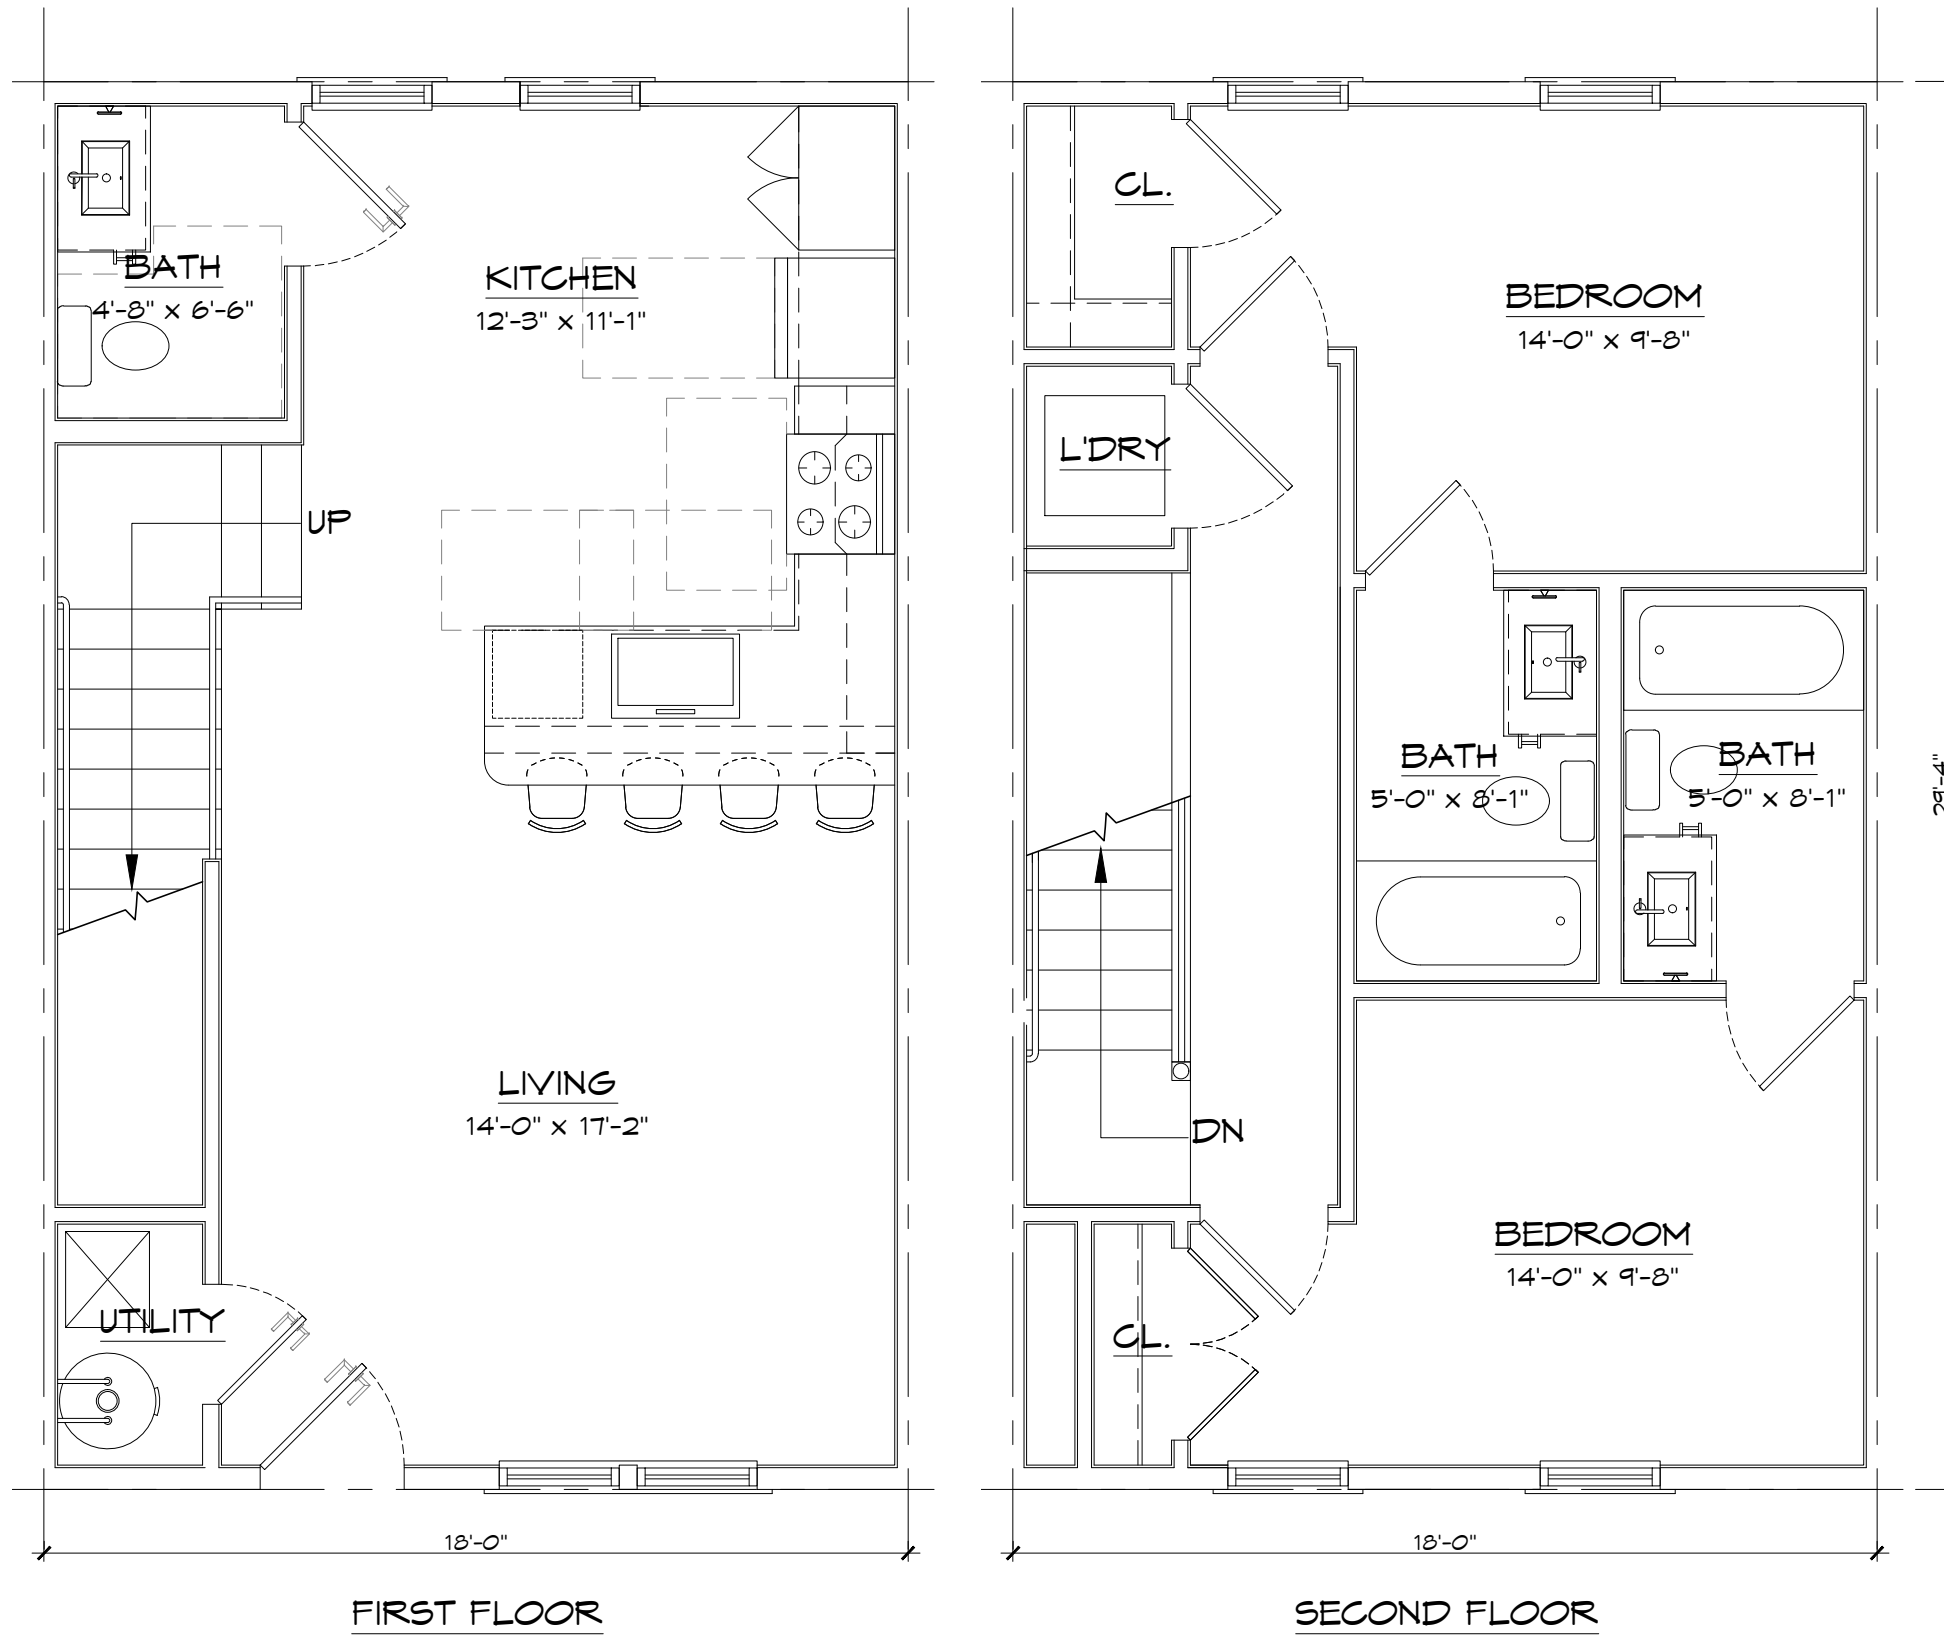 BATH
4'-8" x 6'-6"
KITCHEN
12'-3" x 11'-1"
UP
LIVING
14'-0" x 17'-2"
UTILITY
18'-0"
FIRST FLOOR
CL.
BEDROOM
14'-0" x 9'-8"
L'DRY
BATH
5'-0" x 8'-1"
BATH
5'-0" x 8'-1"
29'-4"
DN
BEDROOM
14'-0" x 9'-8"
CL.
18'-0"
SECOND FLOOR